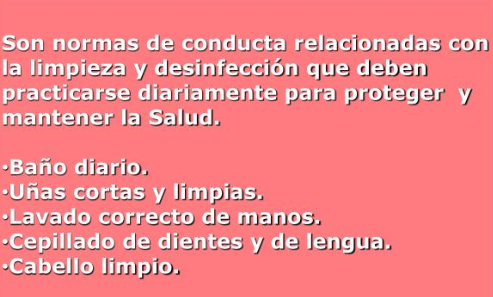 Son normas de conducta relacionadas con
la limpieza y desinfección que deben
practicarse diariamente para proteger y
mantener la Salud.
•Baño diario.
•Uñas cortas y limpias.
•Lavado correcto de manos.
•Cepillado de dientes y de lengua.
•Cabello limpio.